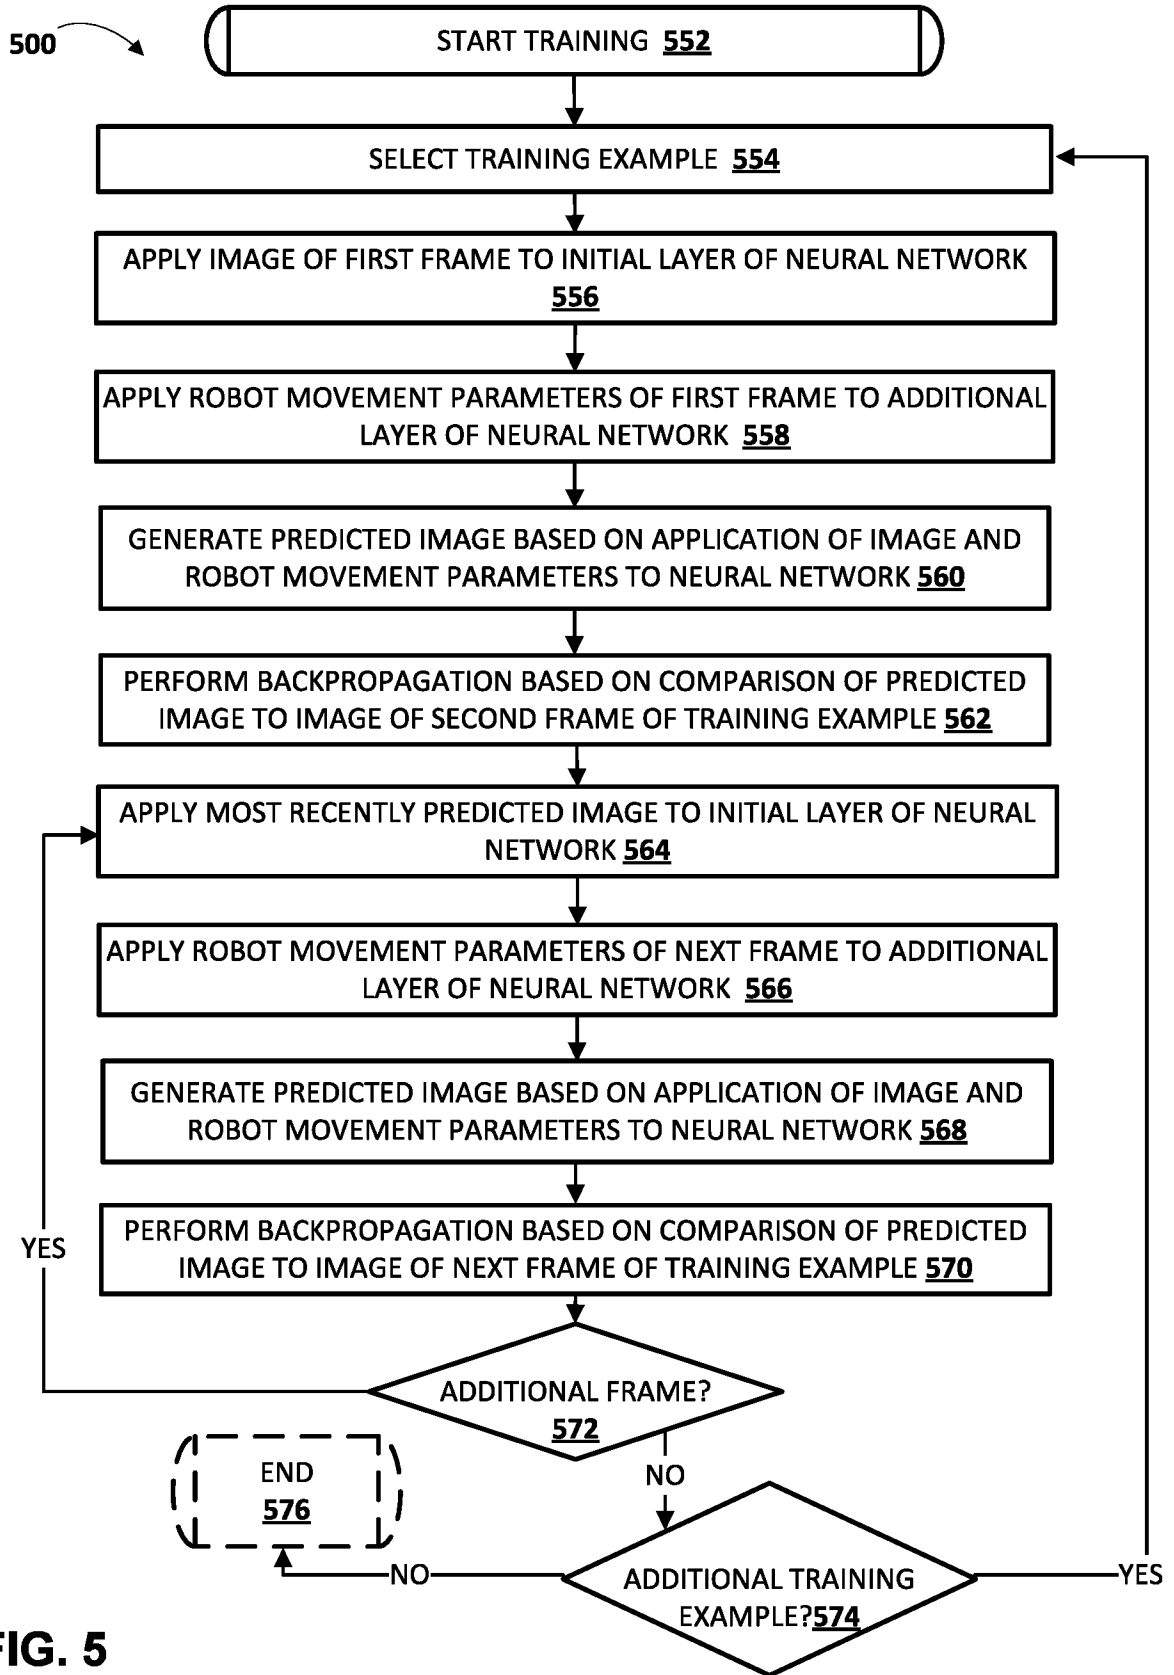 500
START TRAINING 552
SELECT TRAINING EXAMPLE 554
APPLY IMAGE OF FIRST FRAME TO INITIAL LAYER OF NEURAL NETWORK
556
APPLY ROBOT MOVEMENT PARAMETERS OF FIRST FRAME TO ADDITIONAL
LAYER OF NEURAL NETWORK 558
GENERATE PREDICTED IMAGE BASED ON APPLICATION OF IMAGE AND
ROBOT MOVEMENT PARAMETERS TO NEURAL NETWORK 560
PERFORM BACKPROPAGATION BASED ON COMPARISON OF PREDICTED
IMAGE TO IMAGE OF SECOND FRAME OF TRAINING EXAMPLE 562
APPLY MOST RECENTLY PREDICTED IMAGE TO INITIAL LAYER OF NEURAL
NETWORK 564
APPLY ROBOT MOVEMENT PARAMETERS OF NEXT FRAME TO ADDITIONAL
LAYER OF NEURAL NETWORK 566
GENERATE PREDICTED IMAGE BASED ON APPLICATION OF IMAGE AND
ROBOT MOVEMENT PARAMETERS TO NEURAL NETWORK 568
PERFORM BACKPROPAGATION BASED ON COMPARISON OF PREDICTED
IMAGE TO IMAGE OF NEXT FRAME OF TRAINING EXAMPLE 570
YES
ADDITIONAL FRAME?
572
NO
END
576
NO
ADDITIONAL TRAINING
EXAMPLE?574
YES
FIG. 5